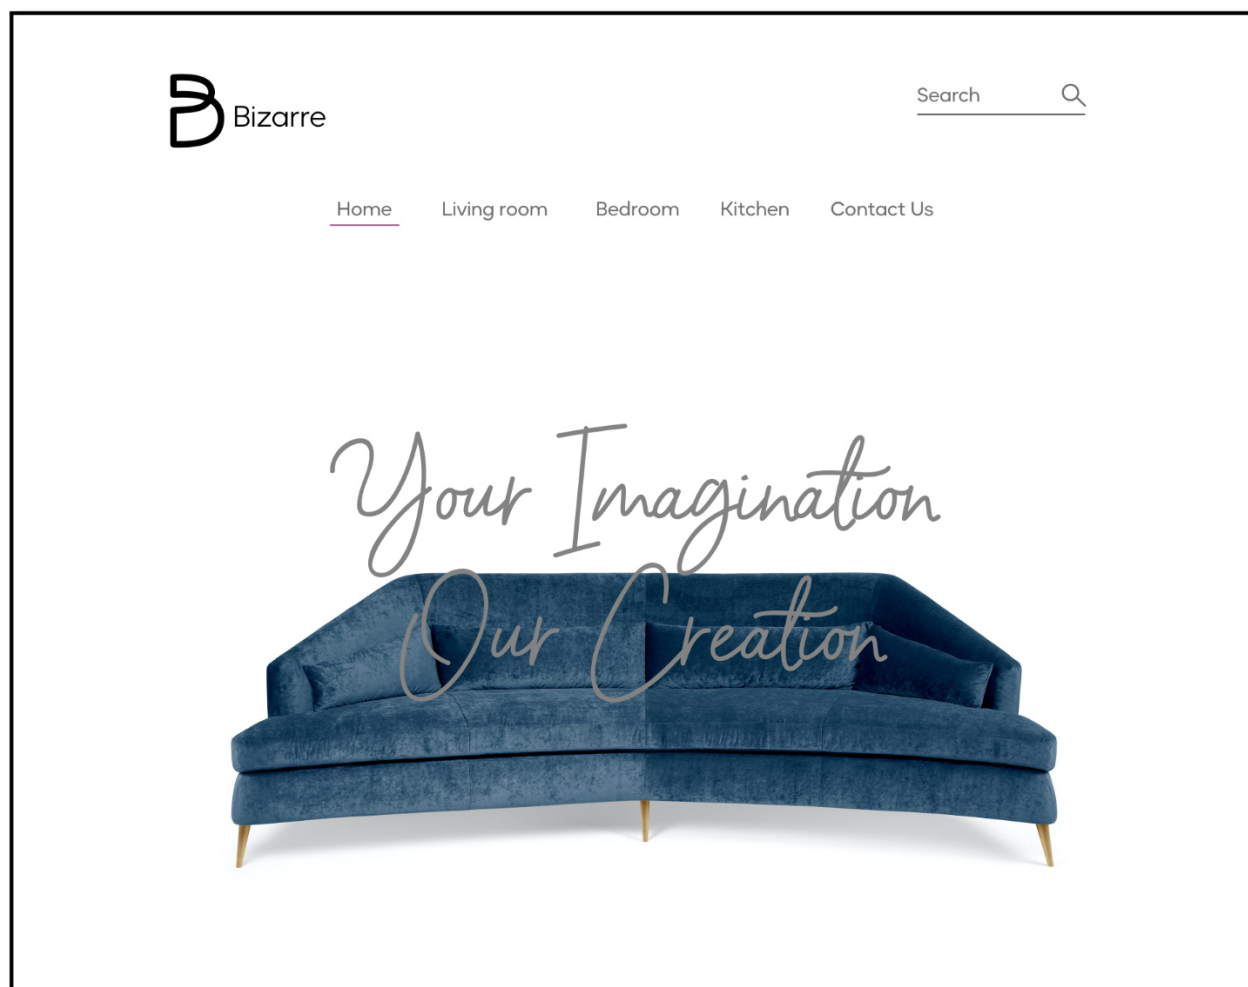 Bizarre
Search
Home Living room Bedroom Kitchen Contact Us
Your Imagination
Our Creation